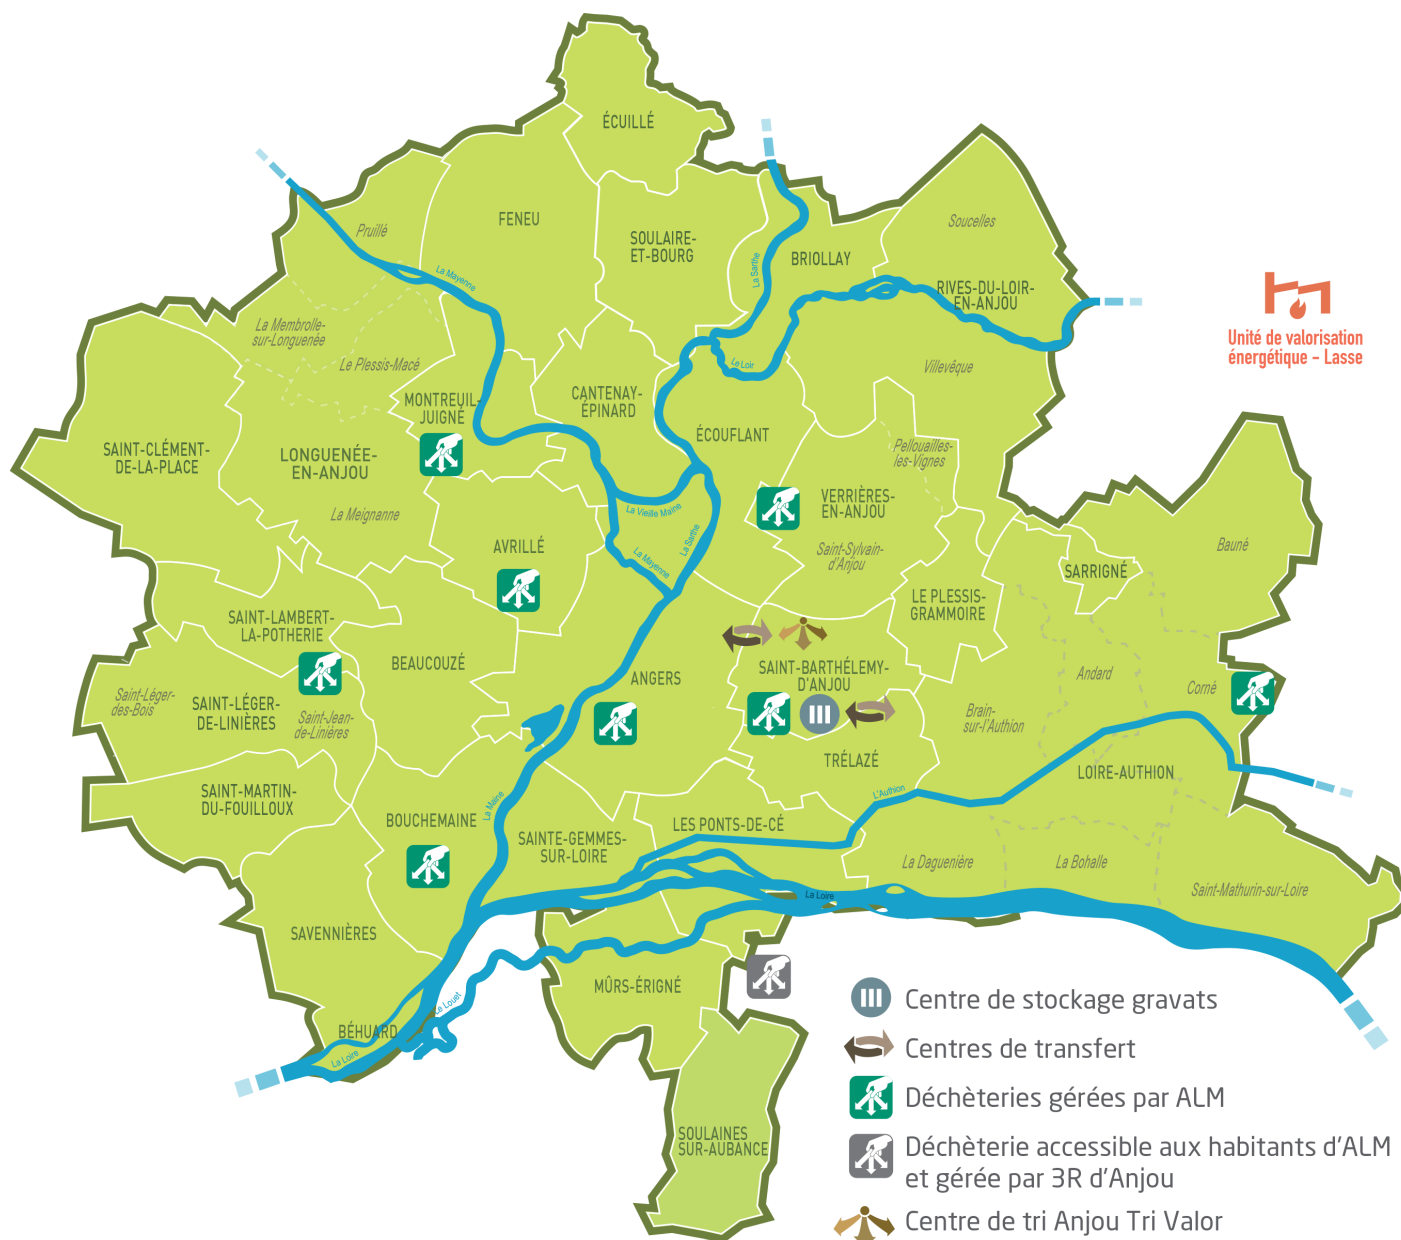 ÉCUILLÉ
FENEU
SOULAIRE-
ET-BOURG
Pruillé
La Mayenne
La Sarthe
BRIOLLAY
Soucelles
RIVES-DU-LOIR-
EN-ANJOU
Unité de valorisation
énergétique – Lasse
La Membrolle-
sur-Longuenée
Le Plessis-Macé
Le Loir
Villevêque
MONTREUIL-
JUIGNÉ
CANTENAY-
ÉPINARD
ÉCOUFLANT
SAINT-CLÉMENT-
DE-LA-PLACE
LONGUENÉE-
EN-ANJOU
Pellouailles-
les-Vignes
VERRIÈRES-
EN-ANJOU
La Meignanne
La Vieille Maine
La Sarthe
La Mayenne
AVRILLÉ
Saint-Sylvain-
d'Anjou
Bauné
SARRIGNÉ
LE PLESSIS-
GRAMMOIRE
SAINT-LAMBERT-
LA-POTHERIE
BEAUCOUZÉ
ANGERS
SAINT-BARTHÉLEMY-
D'ANJOU
Andard
Corné
Saint-Léger-
des-Bois
SAINT-LÉGER-
DE-LINIÈRES
Saint-Jean-
de-Linières
Brain-
sur-l'Authion
TRÉLAZÉ
LOIRE-AUTHION
SAINT-MARTIN-
DU-FOUILLOUX
L'Authion
La Maine
BOUCHEMAINE
SAINTE-GEMMES-
SUR-LOIRE
LES PONTS-DE-CÉ
La Daguenière
La Bohalle
Saint-Mathurin-sur-Loire
La Loire
SAVENNIÈRES
MÛRS-ÉRIGNÉ
Le Louet
BÉHUARD
La Loire
SOULAINES
SUR-AUBANCE
Centre de stockage gravats
Centres de transfert
Déchèteries gérées par ALM
Déchèterie accessible aux habitants d'ALM
et gérée par 3R d'Anjou
Centre de tri Anjou Tri Valor